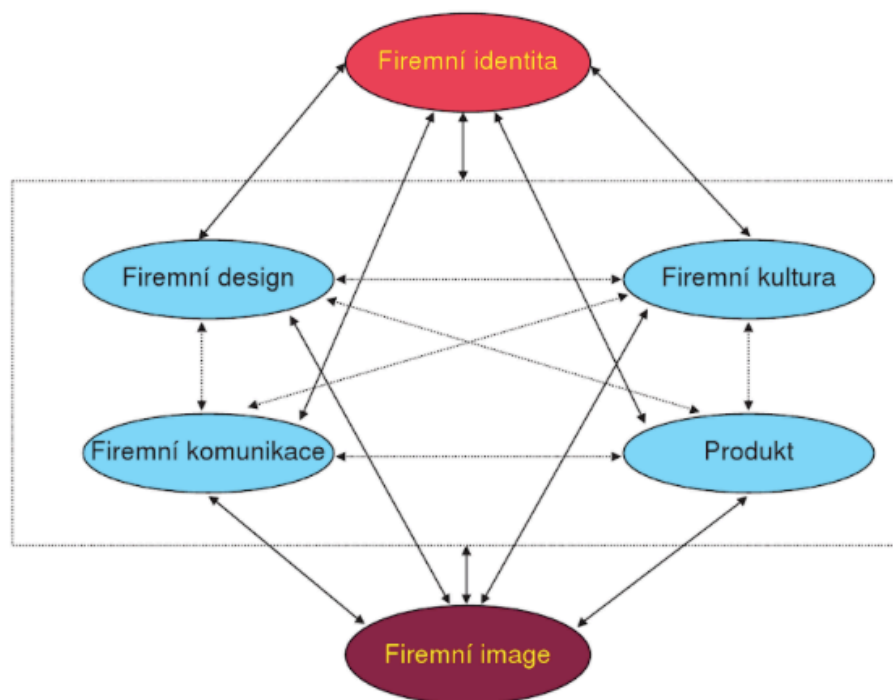 Firemní identita
Firemní design
Firemní kultura
Firemní komunikace
Produkt
Firemní image